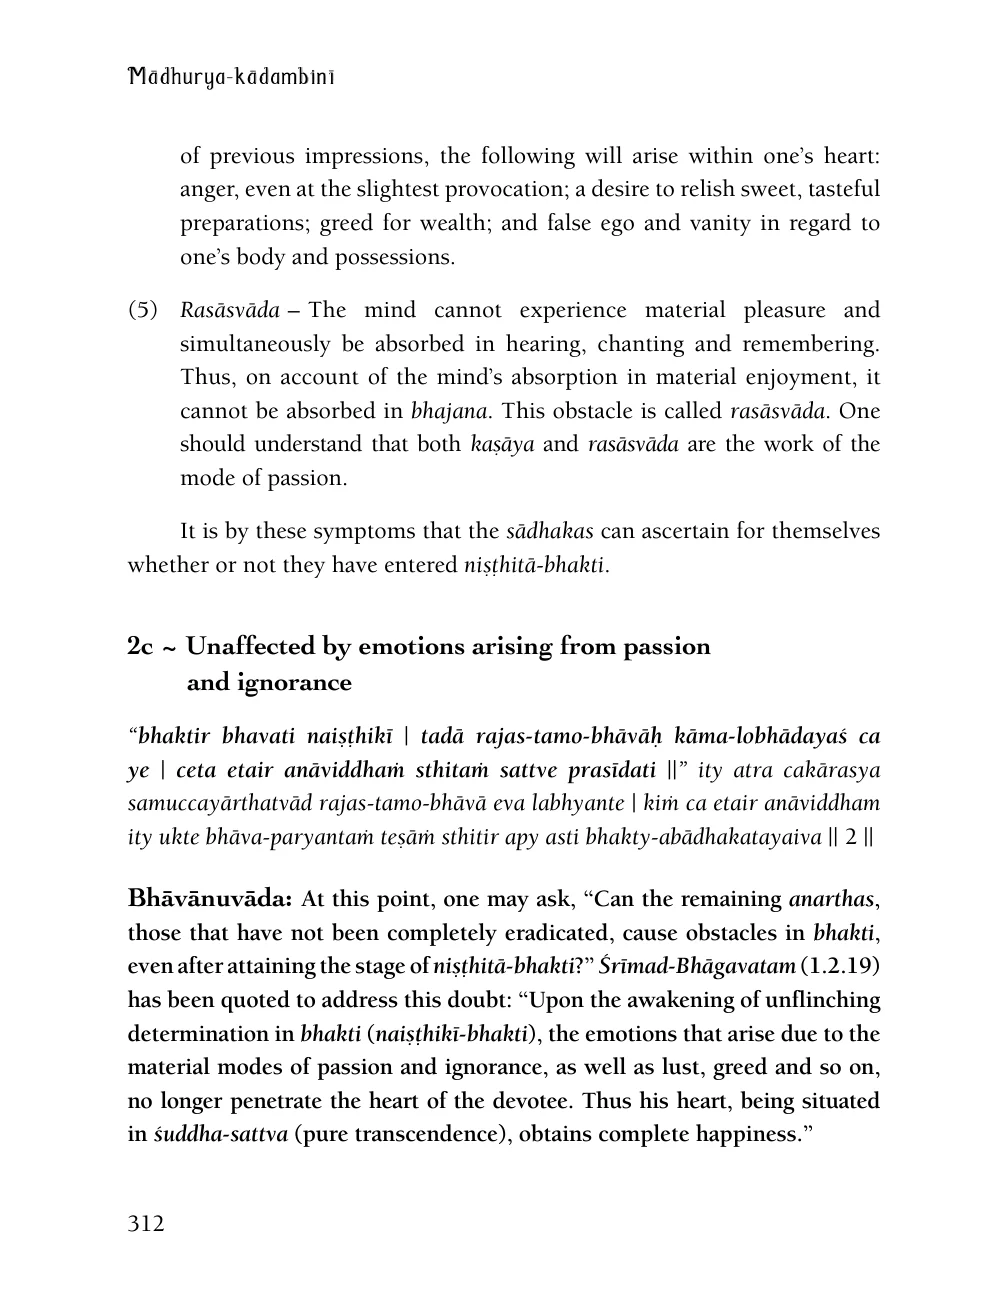 Mādhurya-kādambinī
of previous impressions, the following will arise within one’s heart:
anger, even at the slightest provocation; a desire to relish sweet, tasteful
preparations; greed for wealth; and false ego and vanity in regard to
one’s body and possessions.
(5) Rasāsvāda – The mind cannot experience material pleasure and
simultaneously be absorbed in hearing, chanting and remembering.
Thus, on account of the mind’s absorption in material enjoyment, it
cannot be absorbed in bhajana. This obstacle is called rasāsvāda. One
should understand that both kaṣāya and rasāsvāda are the work of the
mode of passion.
It is by these symptoms that the sādhakas can ascertain for themselves
whether or not they have entered niṣṭhitā-bhakti.
2c ~ Unaffected by emotions arising from passion
and ignorance
“bhaktir bhavati naiṣṭhikī | tadā rajas-tamo-bhāvāḥ kāma-lobhādayaś ca
ye | ceta etair anāviddhaṁ sthitaṁ sattve prasīdati ||” ity atra cakārasya
samuccayārthatvād rajas-tamo-bhāvā eva labhyante | kiṁ ca etair anāviddham
ity ukte bhāva-paryantaṁ teṣāṁ sthitir apy asti bhakty-abādhakatayaiva || 2 ||
Bhāvānuvāda: At this point, one may ask, “Can the remaining anarthas,
those that have not been completely eradicated, cause obstacles in bhakti,
even after attaining the stage of niṣṭhitā-bhakti?” Śrīmad-Bhāgavatam (1.2.19)
has been quoted to address this doubt: “Upon the awakening of unflinching
determination in bhakti (naiṣṭhikī-bhakti), the emotions that arise due to the
material modes of passion and ignorance, as well as lust, greed and so on,
no longer penetrate the heart of the devotee. Thus his heart, being situated
in śuddha-sattva (pure transcendence), obtains complete happiness.”
312